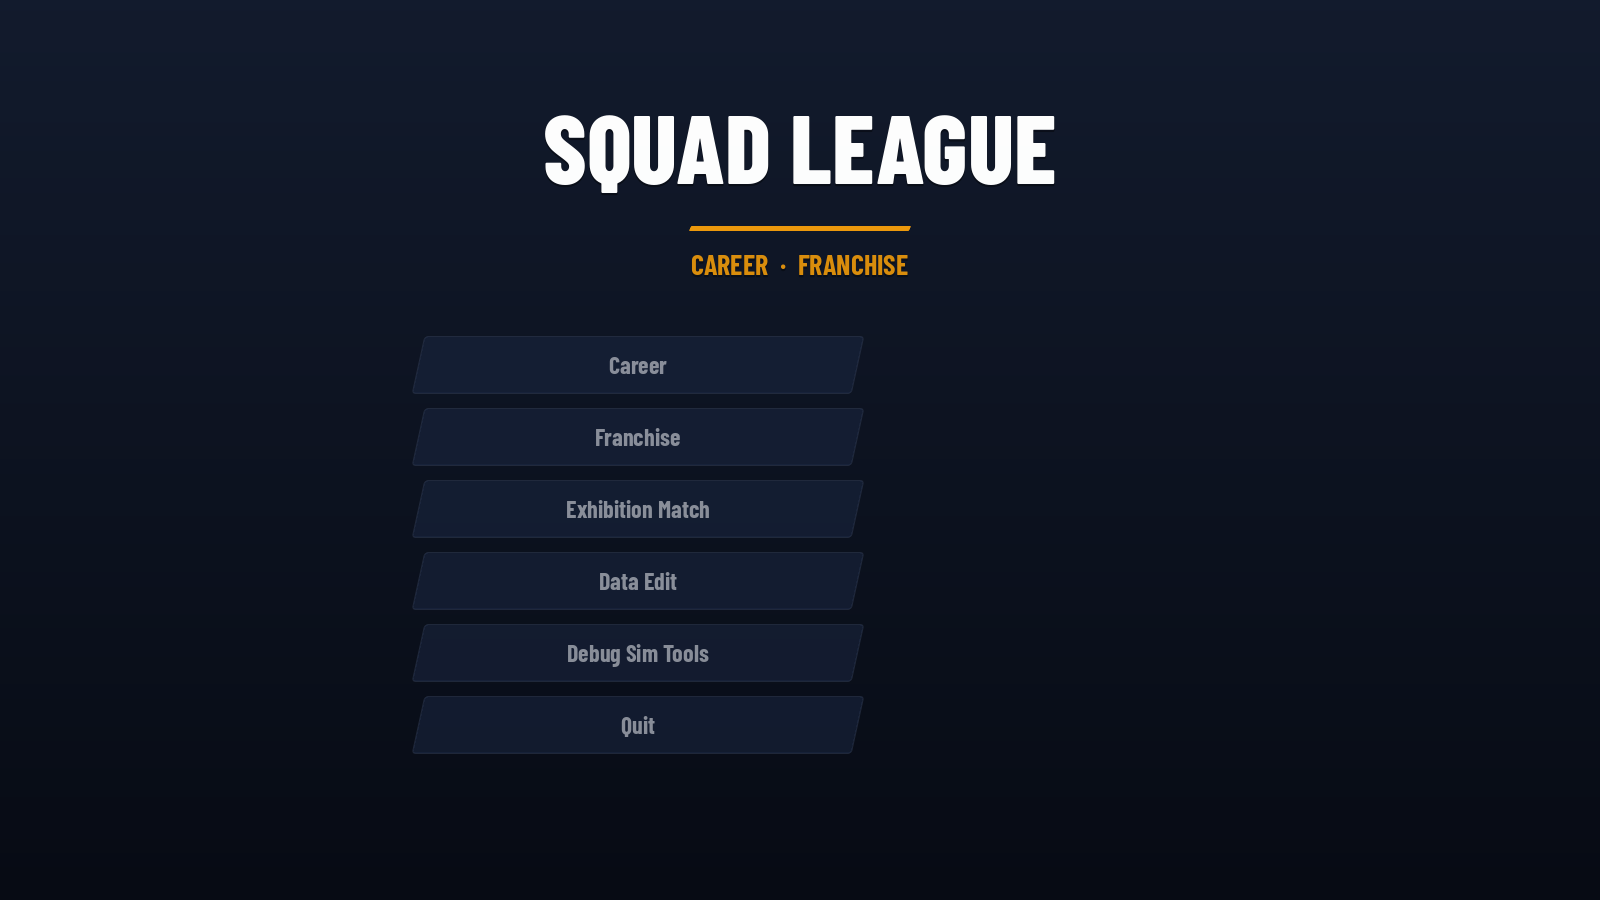 SQUAD LEAGUE
CAREER · FRANCHISE
Career
Franchise
Exhibition Match
Data Edit
Debug Sim Tools
Quit